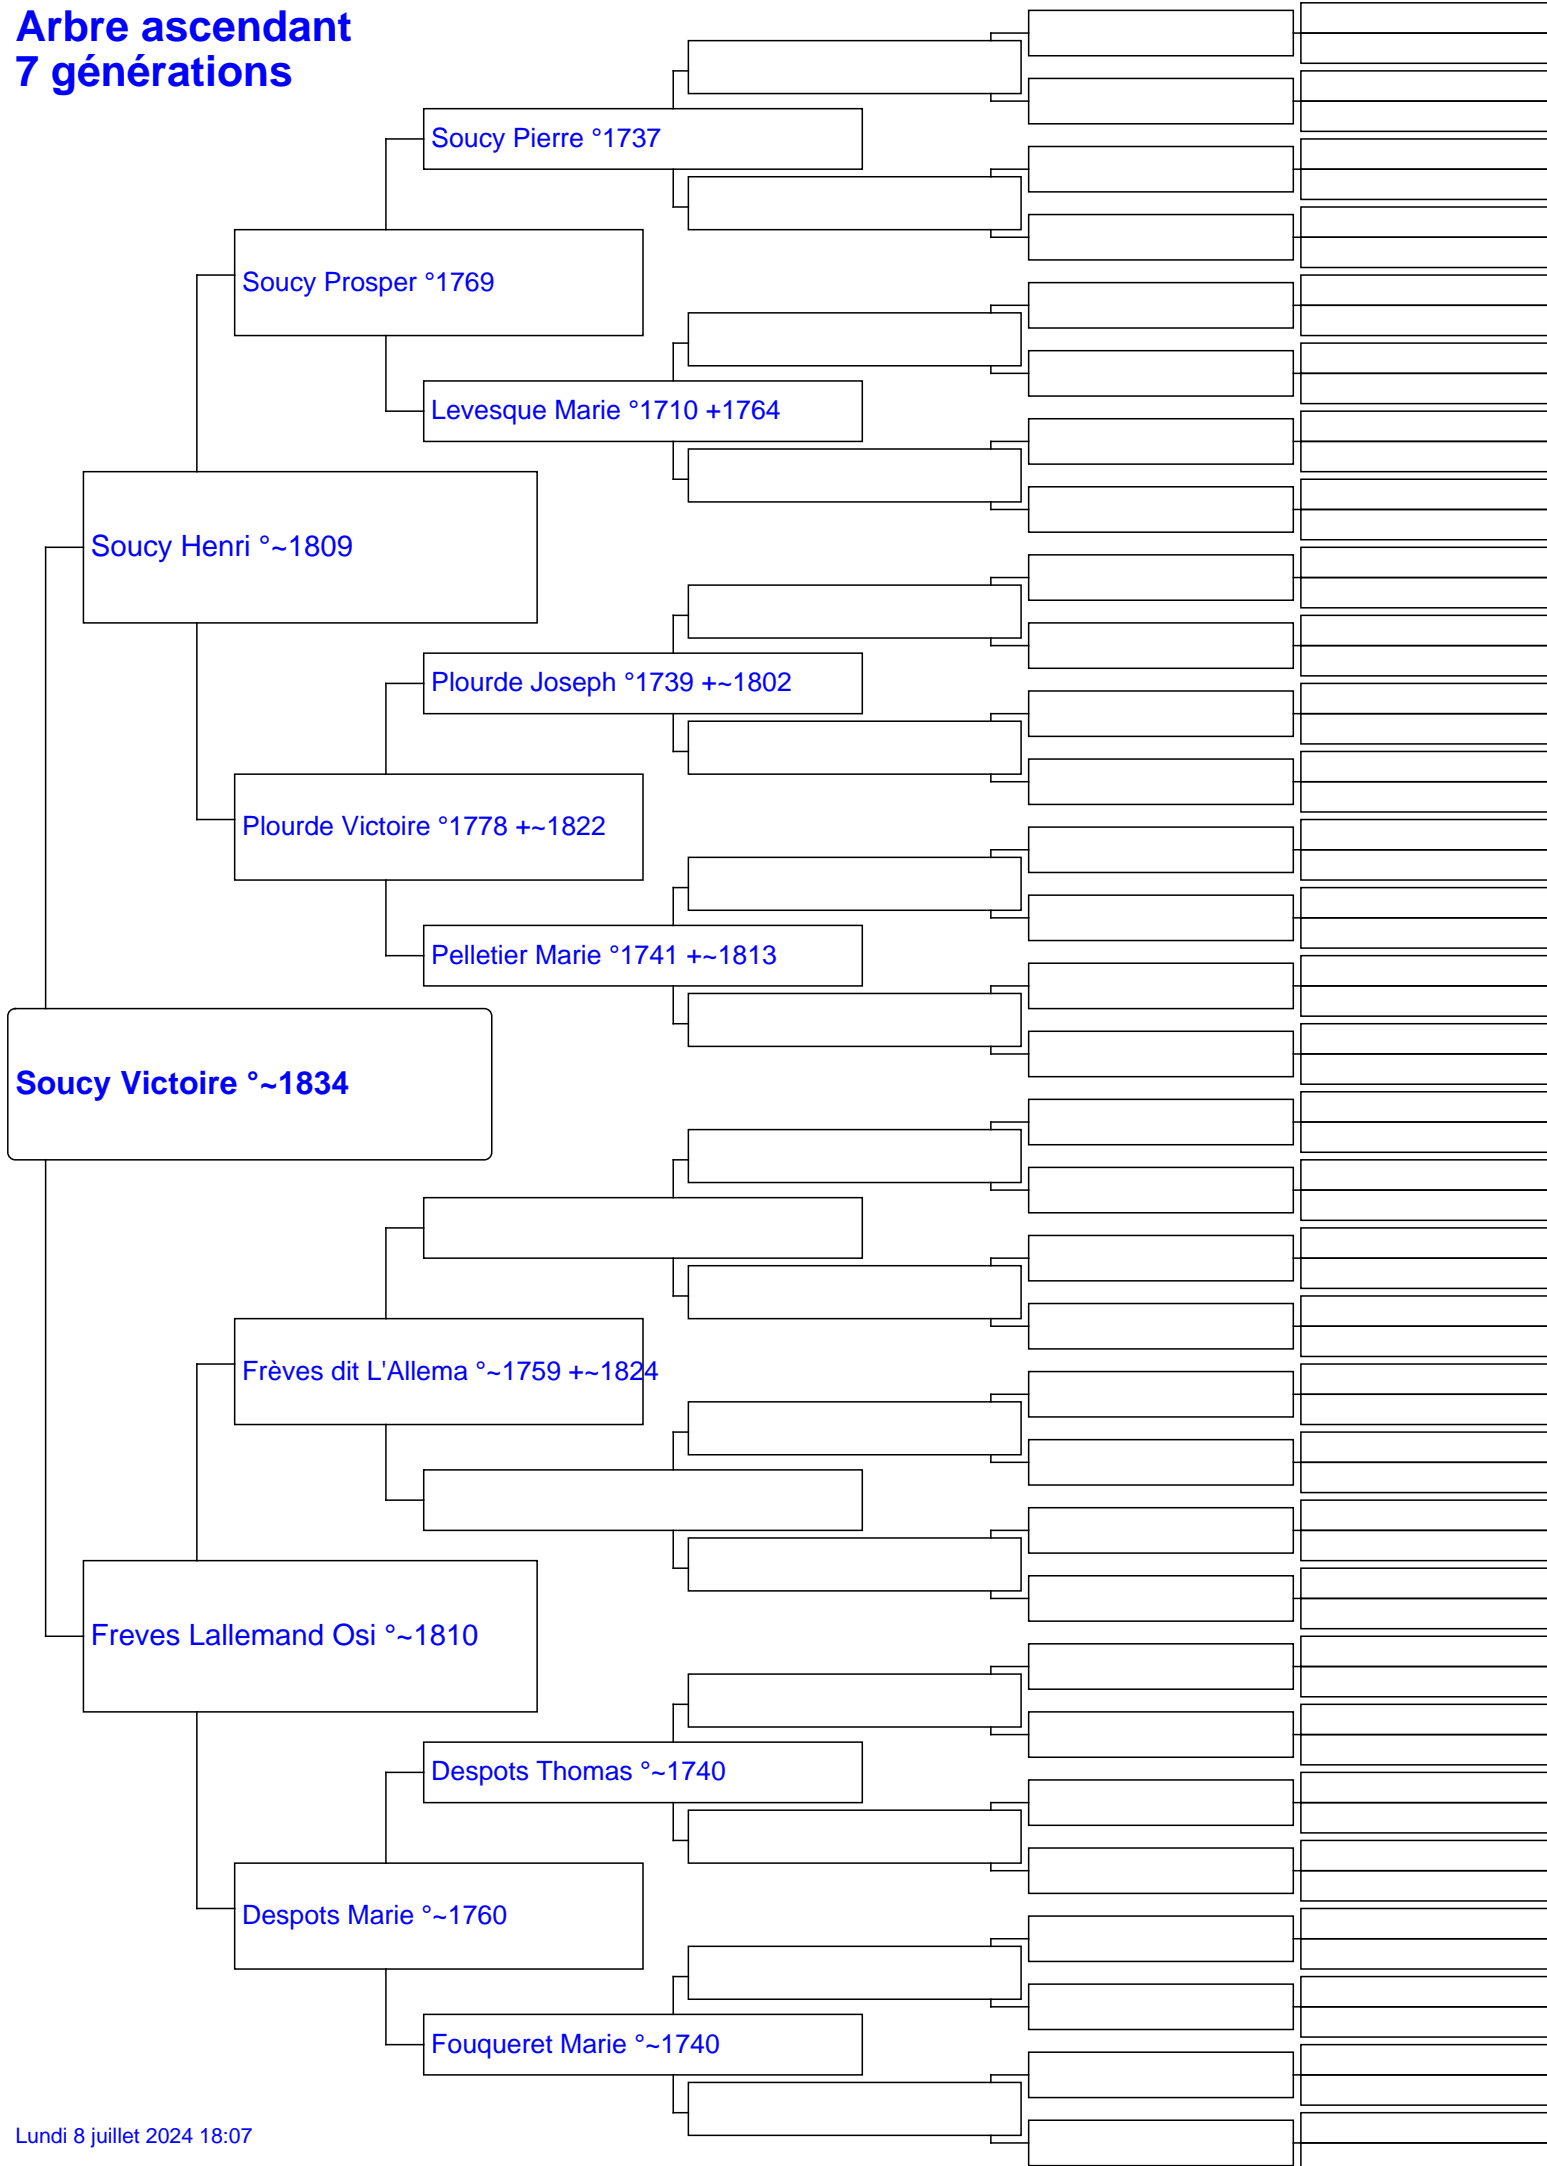 Arbre ascendant
7 générations
Soucy Pierre °1737
Soucy Prosper °1769
Levesque Marie °1710 +1764
Soucy Henri °~1809
Plourde Joseph °1739 +~1802
Plourde Victoire °1778 +~1822
Pelletier Marie °1741 +~1813
Soucy Victoire °~1834
Frèves dit L'Allema °~1759 +~1824
Freves Lallemand Osi °~1810
Despots Thomas °~1740
Despots Marie °~1760
Fouqueret Marie °~1740
Lundi 8 juillet 2024 18:07